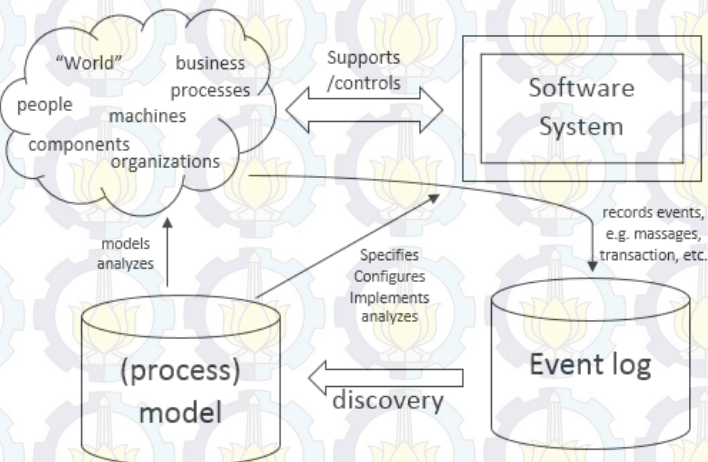 "World"
business
processes
people
machines
components
organizations
Supports
/controls
Software
System
models
analyzes
Specifies
Configures
Implements
analyzes
records events,
e.g. massages,
transaction, etc.
(process)
model
discovery
Event log